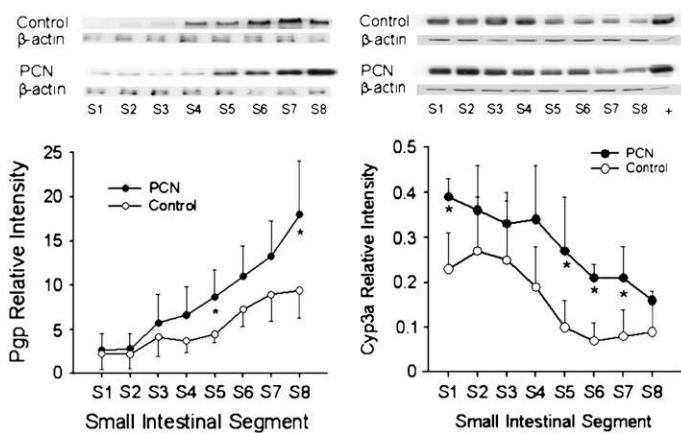 Control
β-actin
PCN
β-actin
S1 S2 S3 S4 S5 S6 S7 S8
Control
β-actin
PCN
β-actin
S1 S2 S3 S4 S5 S6 S7 S8 +
25
20
15
10
5
0
Pgp Relative Intensity
PCN
Control
*
*
S1 S2 S3 S4 S5 S6 S7 S8
Small Intestinal Segment
0.5
0.4
0.3
0.2
0.1
0.0
Cyp3a Relative Intensity
PCN
Control
*
*
*
*
S1 S2 S3 S4 S5 S6 S7 S8
Small Intestinal Segment